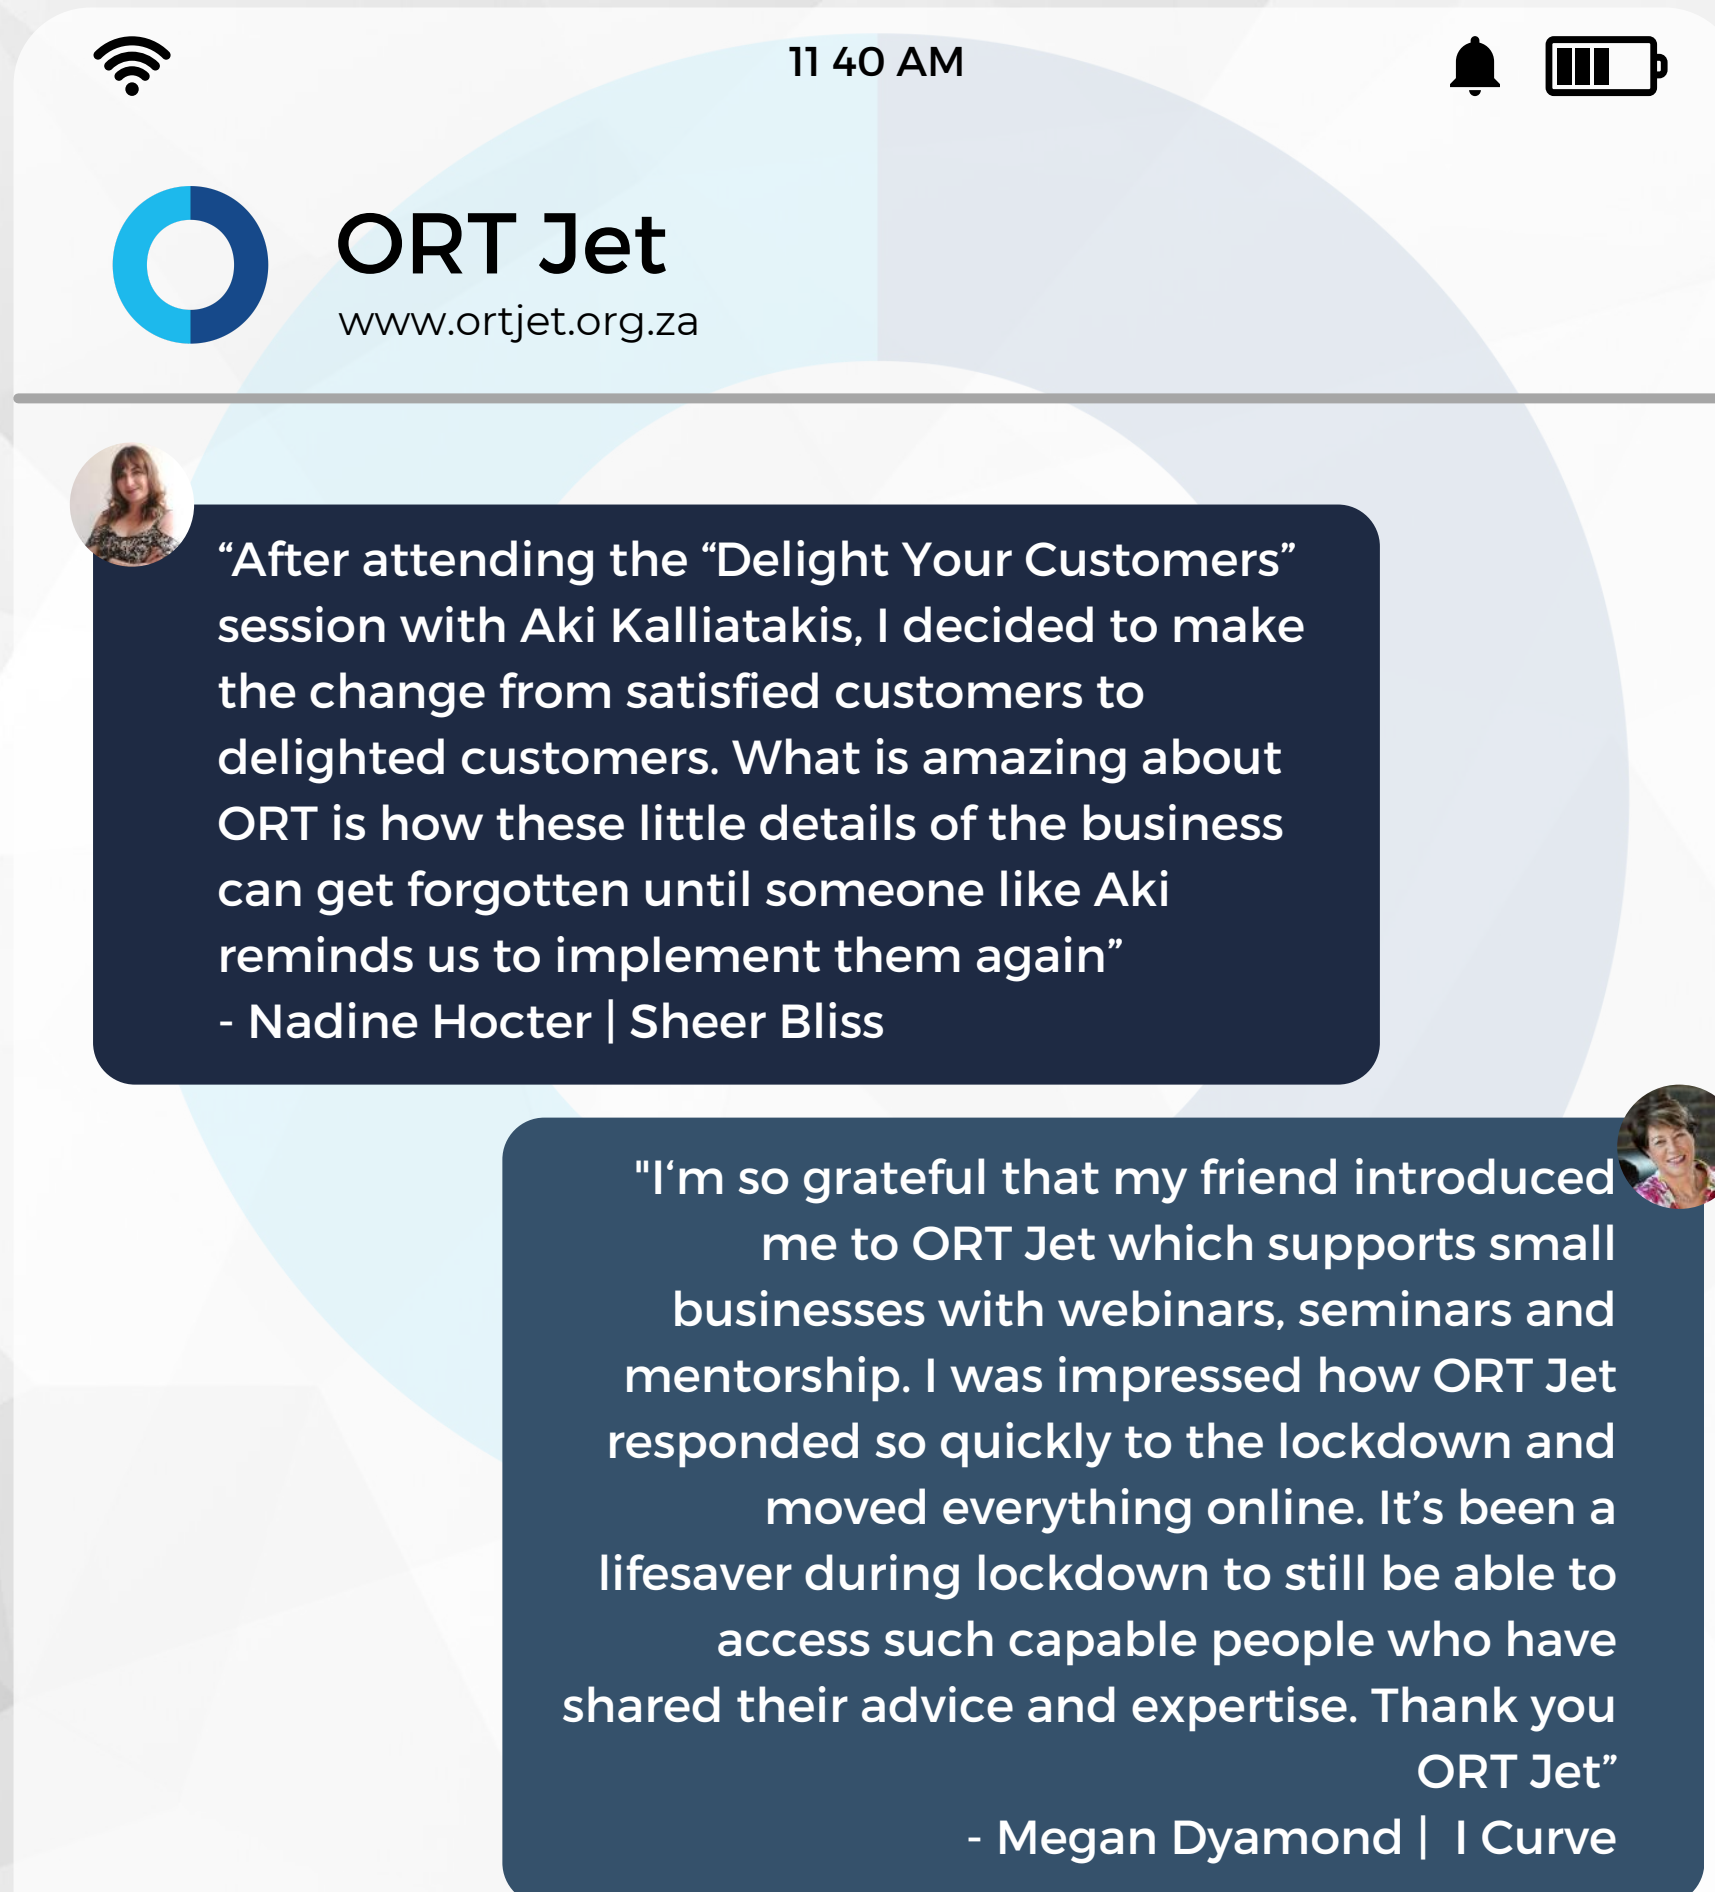 11 40 AM
ORT Jet
www.ortjet.org.za
“After attending the “Delight Your Customers”
session with Aki Kalliatakis, I decided to make
the change from satisfied customers to
delighted customers. What is amazing about
ORT is how these little details of the business
can get forgotten until someone like Aki
reminds us to implement them again”
- Nadine Hocter | Sheer Bliss
"I‘m so grateful that my friend introduced
me to ORT Jet which supports small
businesses with webinars, seminars and
mentorship. I was impressed how ORT Jet
responded so quickly to the lockdown and
moved everything online. It’s been a
lifesaver during lockdown to still be able to
access such capable people who have
shared their advice and expertise. Thank you
ORT Jet”
- Megan Dyamond |  I Curve